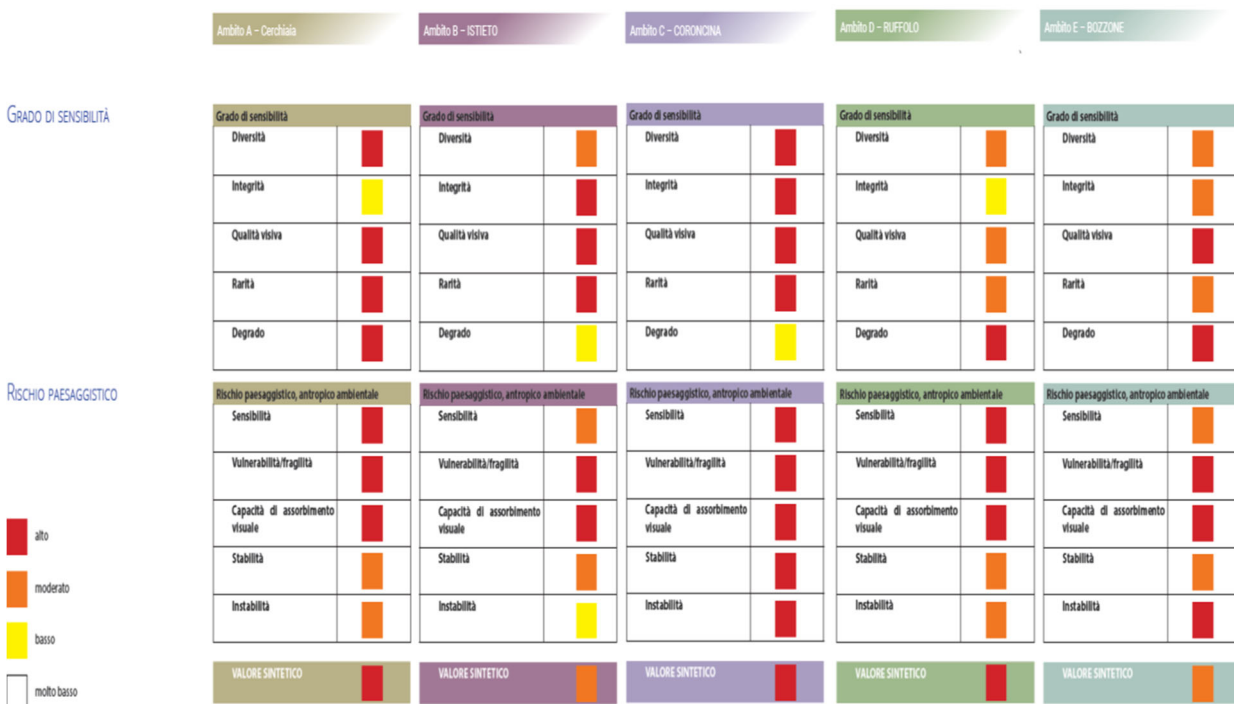 Ambito A – Cerchiaia
Ambito B – ISTIETO
Ambito C – CORONCINA
Ambito D – RUFFOLO
Ambito E – BOZZONE
GRADO DI SENSIBILITÀ
Grado di sensibilità
Diversità
Integrità
Qualità visiva
Rarità
Degrado
Grado di sensibilità
Diversità
Integrità
Qualità visiva
Rarità
Degrado
Grado di sensibilità
Diversità
Integrità
Qualità visiva
Rarità
Degrado
Grado di sensibilità
Diversità
Integrità
Qualità visiva
Rarità
Degrado
Grado di sensibilità
Diversità
Integrità
Qualità visiva
Rarità
Degrado
RISCHIO PAESAGGISTICO
Rischio paesaggistico, antropico ambientale
Sensibilità
Vulnerabilità/fragilità
Capacità di assorbimento
visuale
Stabilità
Instabilità
VALORE SINTETICO
Rischio paesaggistico, antropico ambientale
Sensibilità
Vulnerabilità/fragilità
Capacità di assorbimento
visuale
Stabilità
Instabilità
VALORE SINTETICO
Rischio paesaggistico, antropico ambientale
Sensibilità
Vulnerabilità/fragilità
Capacità di assorbimento
visuale
Stabilità
Instabilità
VALORE SINTETICO
Rischio paesaggistico, antropico ambientale
Sensibilità
Vulnerabilità/fragilità
Capacità di assorbimento
visuale
Stabilità
Instabilità
VALORE SINTETICO
Rischio paesaggistico, antropico ambientale
Sensibilità
Vulnerabilità/fragilità
Capacità di assorbimento
visuale
Stabilità
Instabilità
VALORE SINTETICO
alto
moderato
basso
molto basso